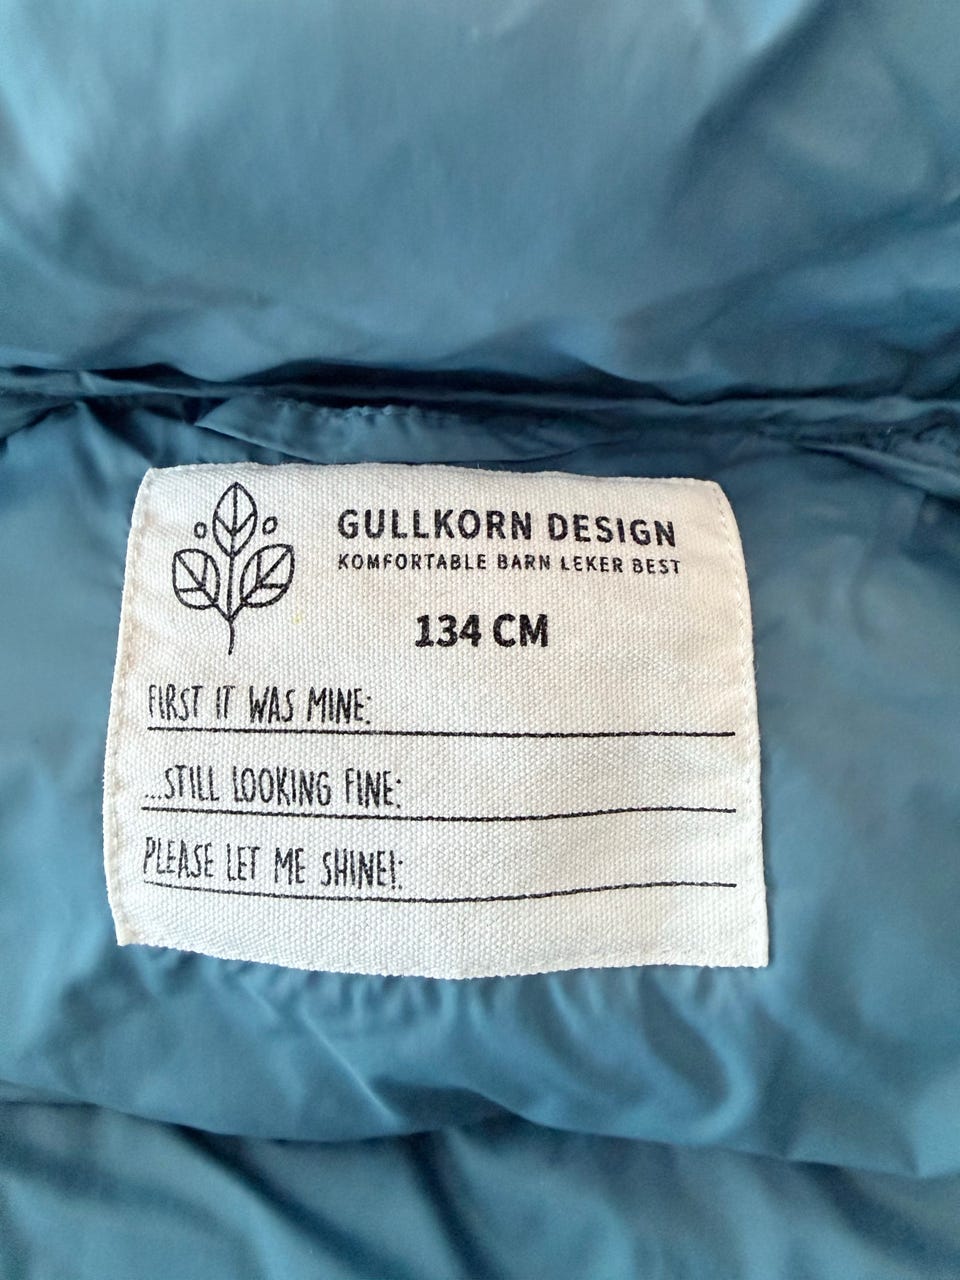 GULLKORN DESIGN
KOMFORTABLE BARN LEKER BEST
134 CM
FIRST IT WAS MINE:
...STILL LOOKING FINE:
PLEASE LET ME SHINE!: